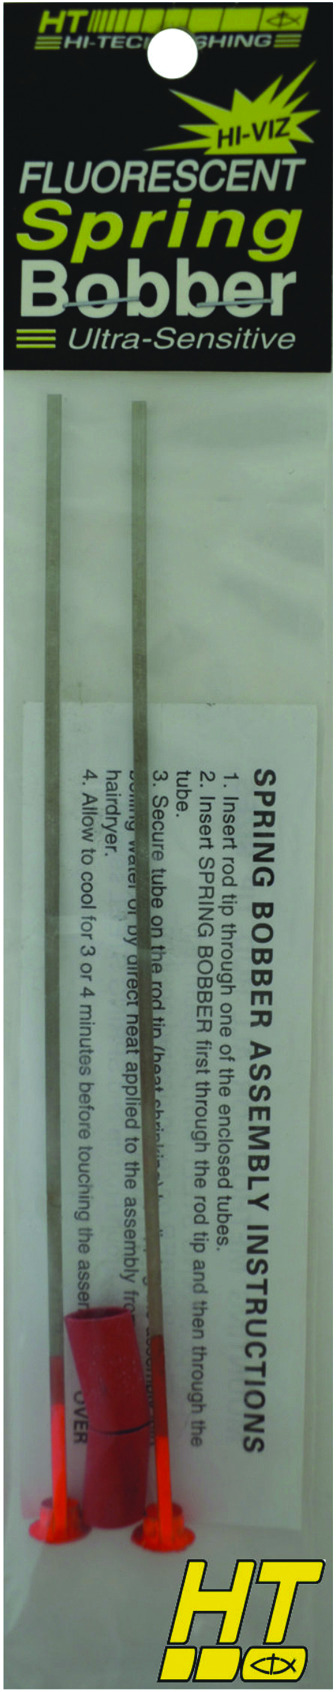 HT
HI-TECH FISHING
HI-VIZ
FLUORESCENT
Spring
Bobber
Ultra-Sensitive
SPRING BOBBER ASSEMBLY INSTRUCTIONS
1. Insert rod tip through one of the enclosed tubes.
2. Insert SPRING BOBBER first through the rod tip and then through the
tube.
3. Secure tube on the rod tip (heat shrinking)
boiling water or by direct heat applied to the assembly
hairdryer.
4. Allow to cool for 3 or 4 minutes before touching the
OVER
HT